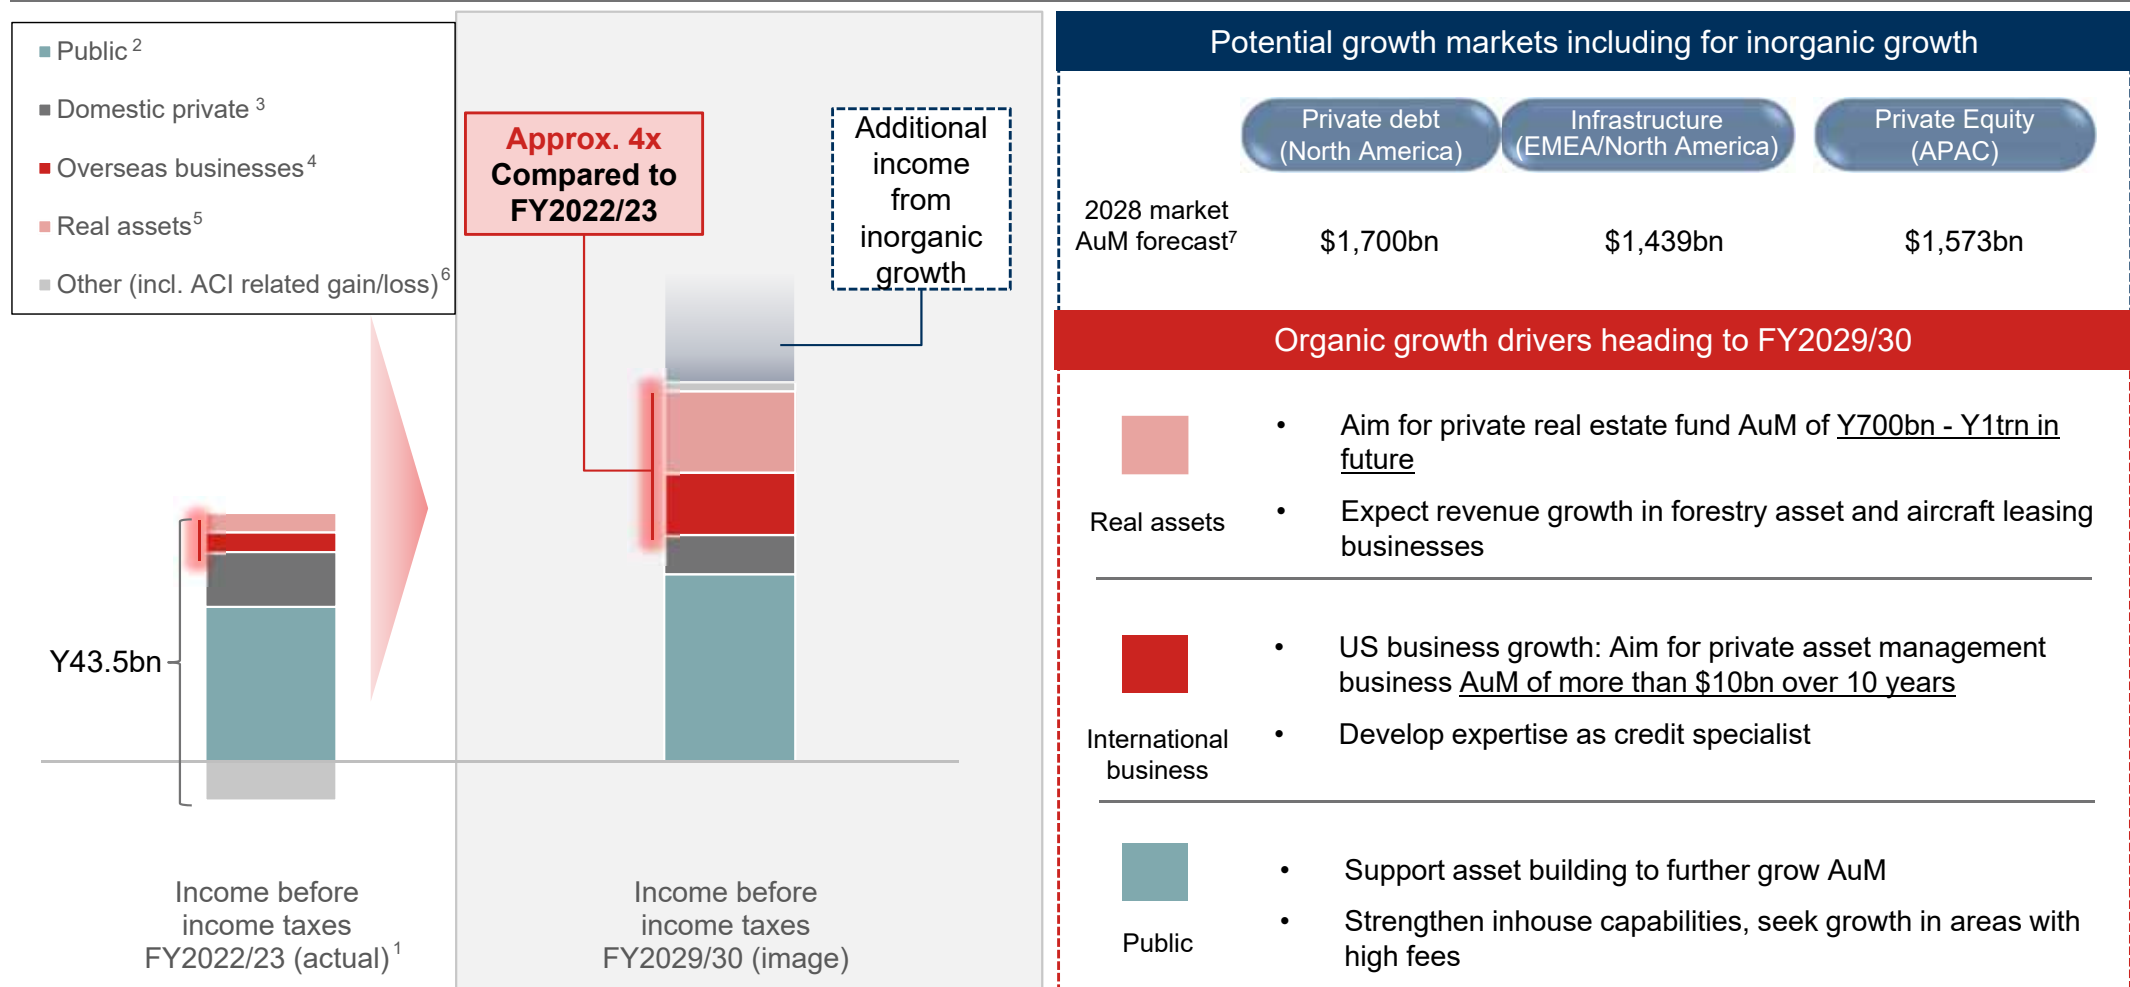 Public 2
Domestic private 3
Overseas businesses 4
Real assets 5
Other (incl. ACI related gain/loss) 6
Approx. 4x
Compared to
FY2022/23
Additional
income
from
inorganic
growth
Y43.5bn
Income before
income taxes
FY2022/23 (actual) 1
Income before
income taxes
FY2029/30 (image)
Potential growth markets including for inorganic growth
Private debt
(North America)
Infrastructure
(EMEA/North America)
Private Equity
(APAC)
2028 market
AuM forecast7
$1,700bn
$1,439bn
$1,573bn
Organic growth drivers heading to FY2029/30
Real assets
• Aim for private real estate fund AuM of Y700bn - Y1trn in
future
• Expect revenue growth in forestry asset and aircraft leasing
businesses
International
business
• US business growth: Aim for private asset management
business AuM of more than $10bn over 10 years
• Develop expertise as credit specialist
Public
• Support asset building to further grow AuM
• Strengthen inhouse capabilities, seek growth in areas with
high fees